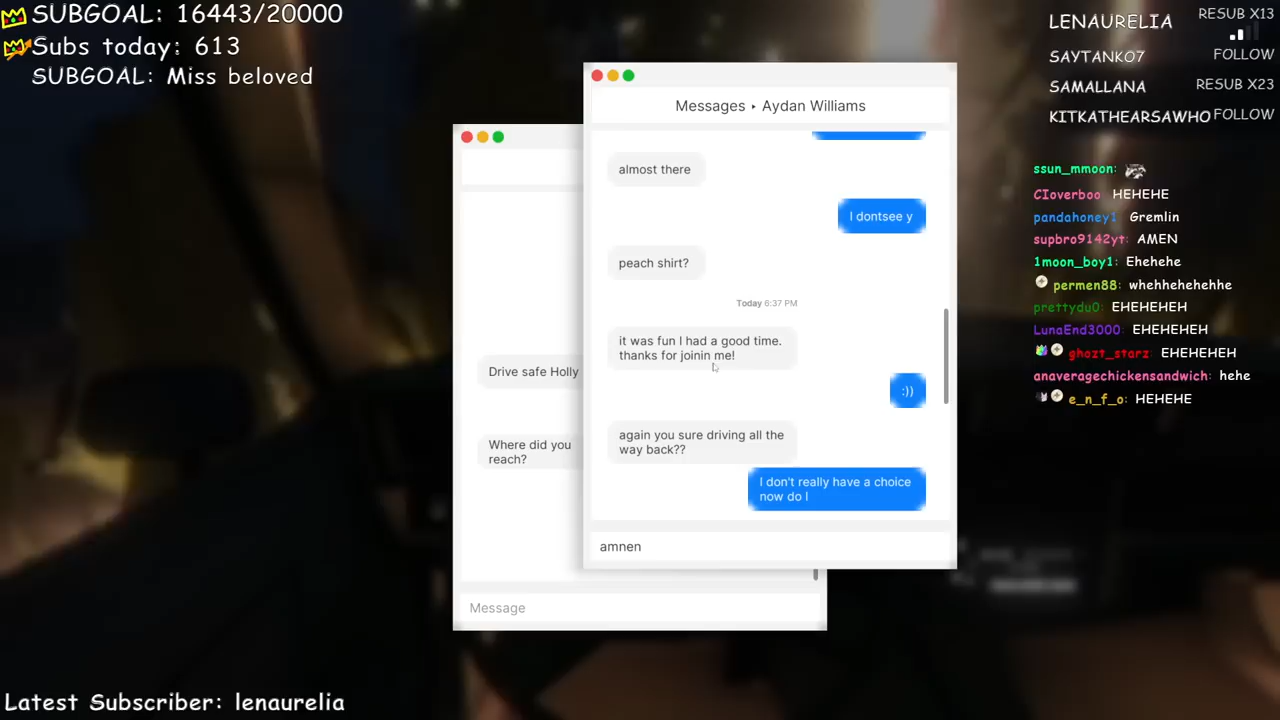 SUBGOAL: 16443/20000
Subs today: 613
SUBGOAL: Miss beloved
LENAURELIA RESUB X13
SAYTANKO7 FOLLOW
SAMALLANA RESUB X23
KITKATHEARSAWHO FOLLOW
ssun_mmoon:
CIoverboo HEHEHE
pandahoney1 Gremlin
supbro9142yt: AMEN
1moon_boy1: Ehehehe
permen88: whehhehehehhe
prettydu0: EHEHEHEH
LunaEnd3000: EHEHEHEH
ghozt_starz: EHEHEHEH
anaveragechickensandwich: hehe
e_n_f_o: HEHEHE
Messages ▸ Aydan Williams
almost there
I dontsee y
peach shirt?
Today 6:37 PM
it was fun I had a good time.
thanks for joinin me!
:))
again you sure driving all the
way back??
I don't really have a choice
now do I
amnen
Drive safe Holly
Where did you
reach?
Message
Latest Subscriber: lenaurelia